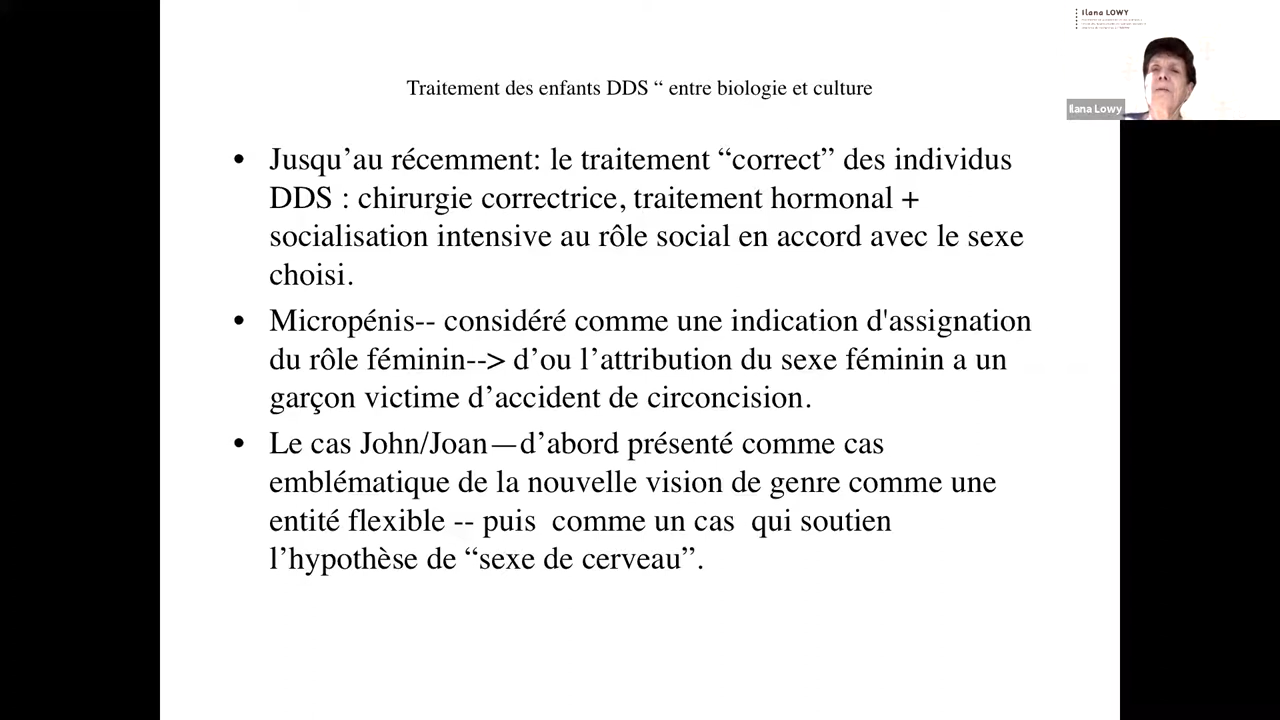 Ilana LOWY
Ilana Lowy
Traitement des enfants DDS “ entre biologie et culture
• Jusqu’au récemment: le traitement “correct” des individus
DDS : chirurgie correctrice, traitement hormonal +
socialisation intensive au rôle social en accord avec le sexe
choisi.
• Micropénis-- considéré comme une indication d'assignation
du rôle féminin--> d’ou l’attribution du sexe féminin a un
garçon victime d’accident de circoncision.
• Le cas John/Joan—d’abord présenté comme cas
emblématique de la nouvelle vision de genre comme une
entité flexible -- puis  comme un cas  qui soutien
l’hypothèse de “sexe de cerveau”.